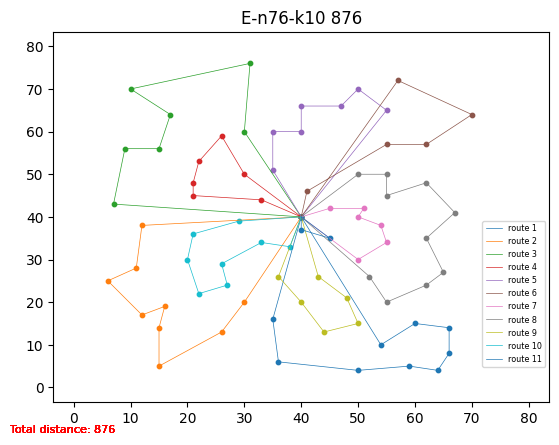 E-n76-k10 876
80
70
60
50
40
30
20
10
0
0 10 20 30 40 50 60 70 80
route 1
route 2
route 3
route 4
route 5
route 6
route 7
route 8
route 9
route 10
route 11
Total distance: 876